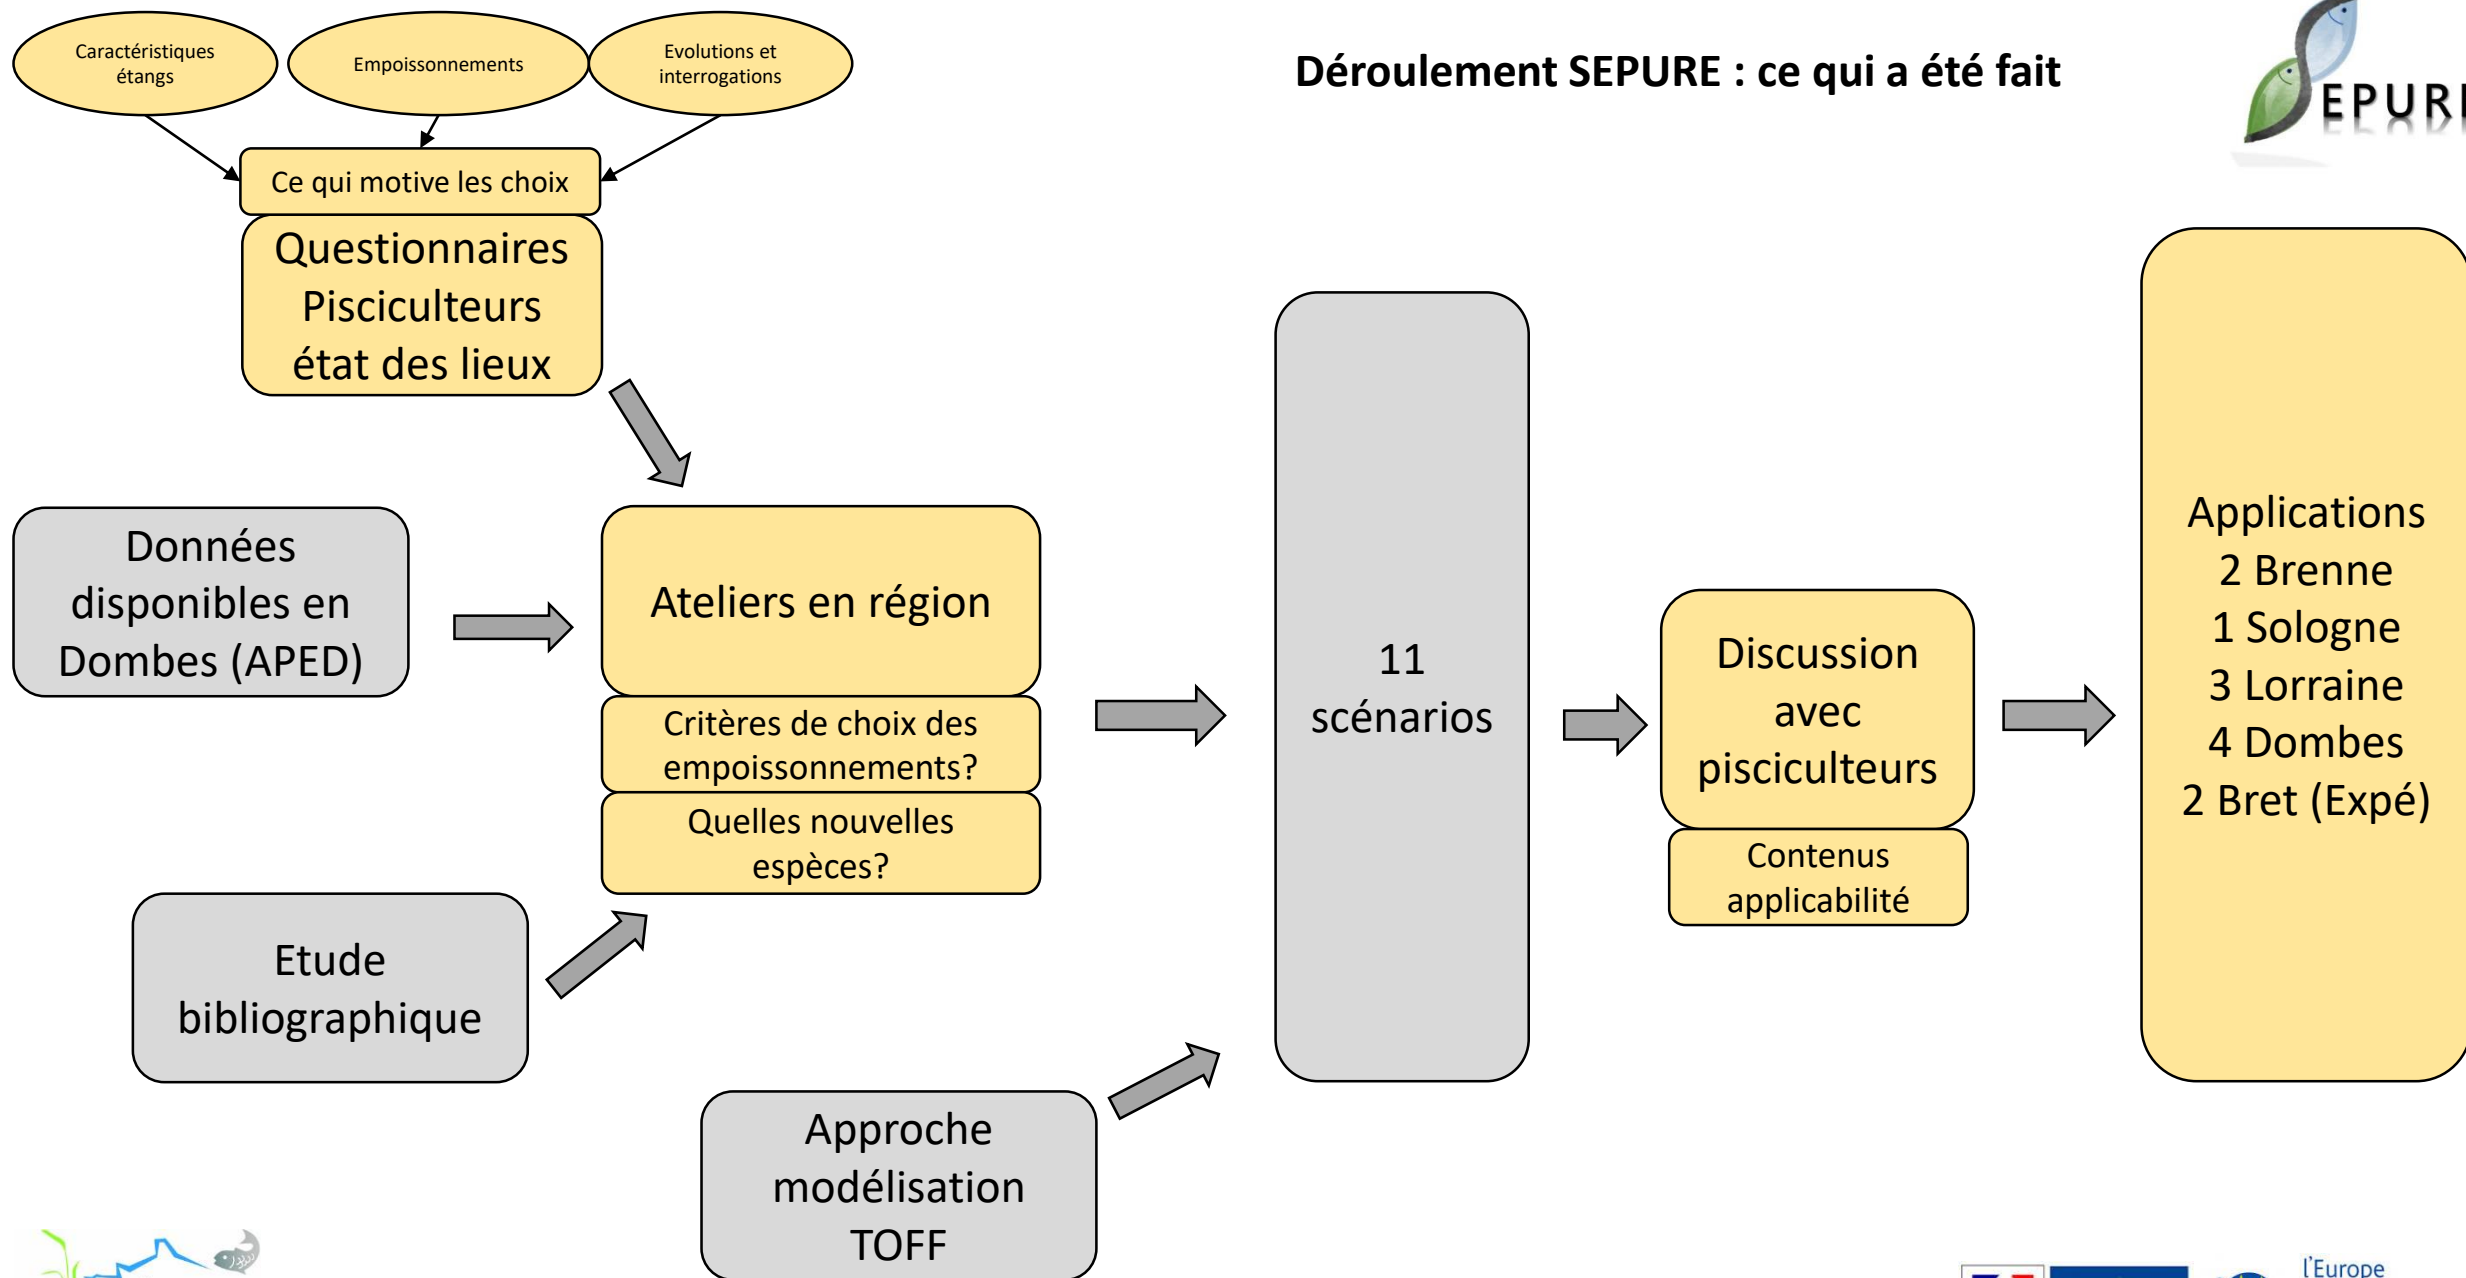 Déroulement SEPURE : ce qui a été fait
EPURE
Caractéristiques
étangs
Empoissonnements
Evolutions et
interrogations
Ce qui motive les choix
Questionnaires
Pisciculteurs
état des lieux
Données
disponibles en
Dombes (APED)
Ateliers en région
Critères de choix des
empoissonnements?
Quelles nouvelles
espèces?
Etude
bibliographique
Approche
modélisation
TOFF
11
scénarios
Discussion
avec
pisciculteurs
Contenus
applicabilité
Applications
2 Brenne
1 Sologne
3 Lorraine
4 Dombes
2 Bret (Expé)
l'Europe